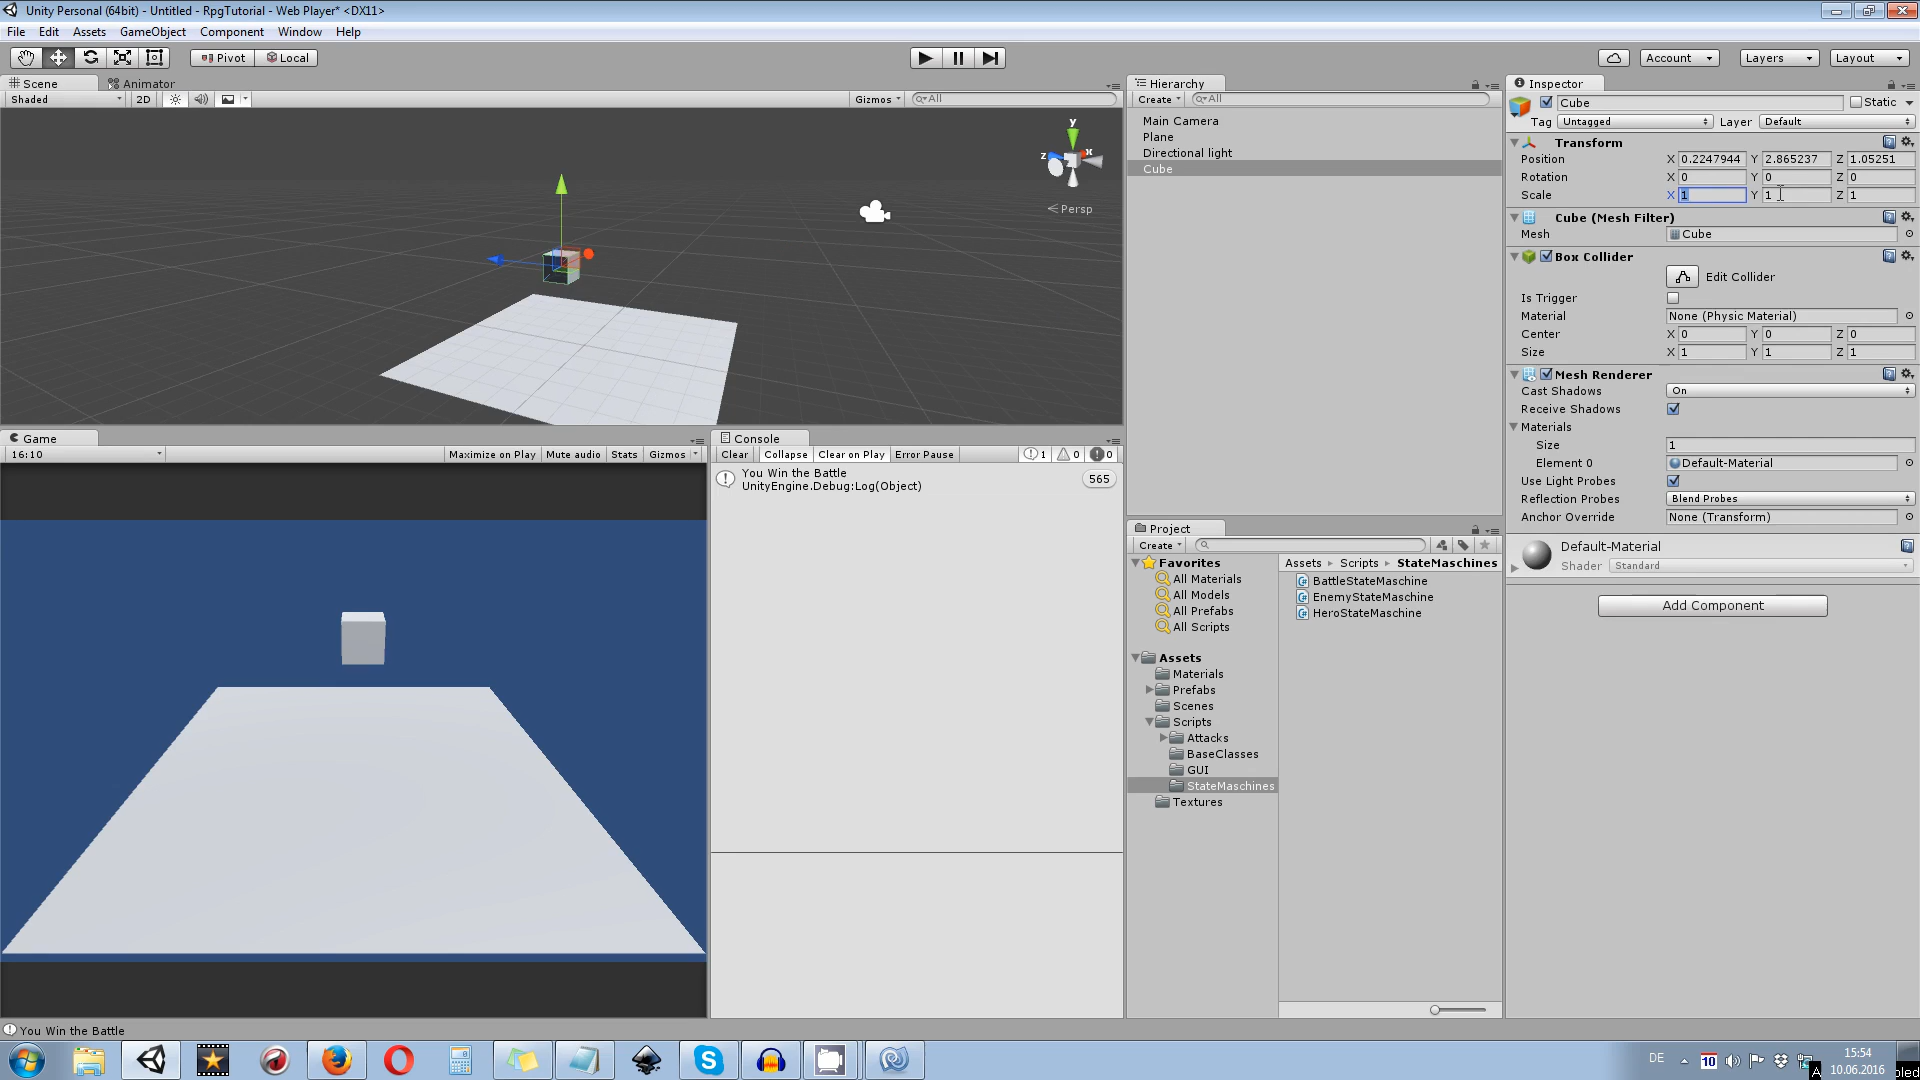 Unity Personal (64bit) - Untitled - RpgTutorial - Web Player* <DX11>
File Edit Assets GameObject Component Window Help
Pivot Local Account Layers Layout
Scene Animator
Shaded 2D Gizmos All
y
x
z
Persp
Game
16:10 Maximize on Play Mute audio Stats Gizmos
Console
Clear Collapse Clear on Play Error Pause 1 0 0
You Win the Battle
UnityEngine.Debug:Log(Object)
565
Hierarchy
Create All
Main Camera
Plane
Directional light
Cube
Project
Create
Favorites
All Materials
All Models
All Prefabs
All Scripts
Assets
Materials
Prefabs
Scenes
Scripts
Attacks
BaseClasses
GUI
StateMaschines
Textures
Assets Scripts StateMaschines
BattleStateMaschine
EnemyStateMaschine
HeroStateMaschine
Inspector
Cube Static
Tag Untagged Layer Default
Transform
Position X 0.2247944 Y 2.865237 Z 1.05251
Rotation X 0 Y 0 Z 0
Scale X 1 Y 1 Z 1
Cube (Mesh Filter)
Mesh Cube
Box Collider
Edit Collider
Is Trigger
Material None (Physic Material)
Center X 0 Y 0 Z 0
Size X 1 Y 1 Z 1
Mesh Renderer
Cast Shadows On
Receive Shadows
Materials
Size 1
Element 0 Default-Material
Use Light Probes
Reflection Probes Blend Probes
Anchor Override None (Transform)
Default-Material
Shader Standard
Add Component
You Win the Battle
DE 10 15:54
10.06.2016